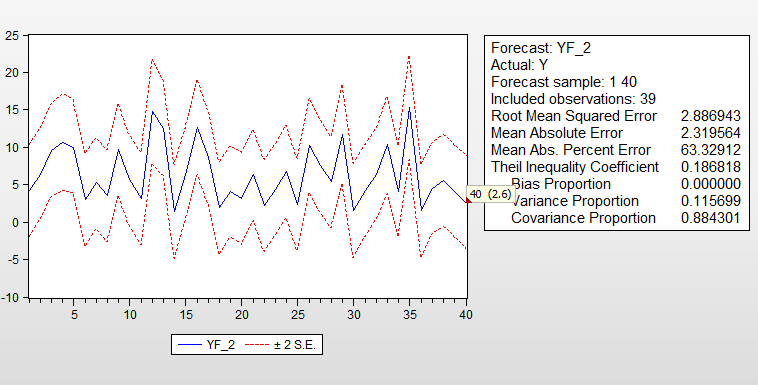 25
20
15
10
5
0
-5
-10
5 10 15 20 25 30 35 40
YF_2 ± 2 S.E.
40 (2.6)
Forecast: YF_2
Actual: Y
Forecast sample: 1 40
Included observations: 39
Root Mean Squared Error 2.886943
Mean Absolute Error 2.319564
Mean Abs. Percent Error 63.32912
Theil Inequality Coefficient 0.186818
Bias Proportion 0.000000
Variance Proportion 0.115699
Covariance Proportion 0.884301